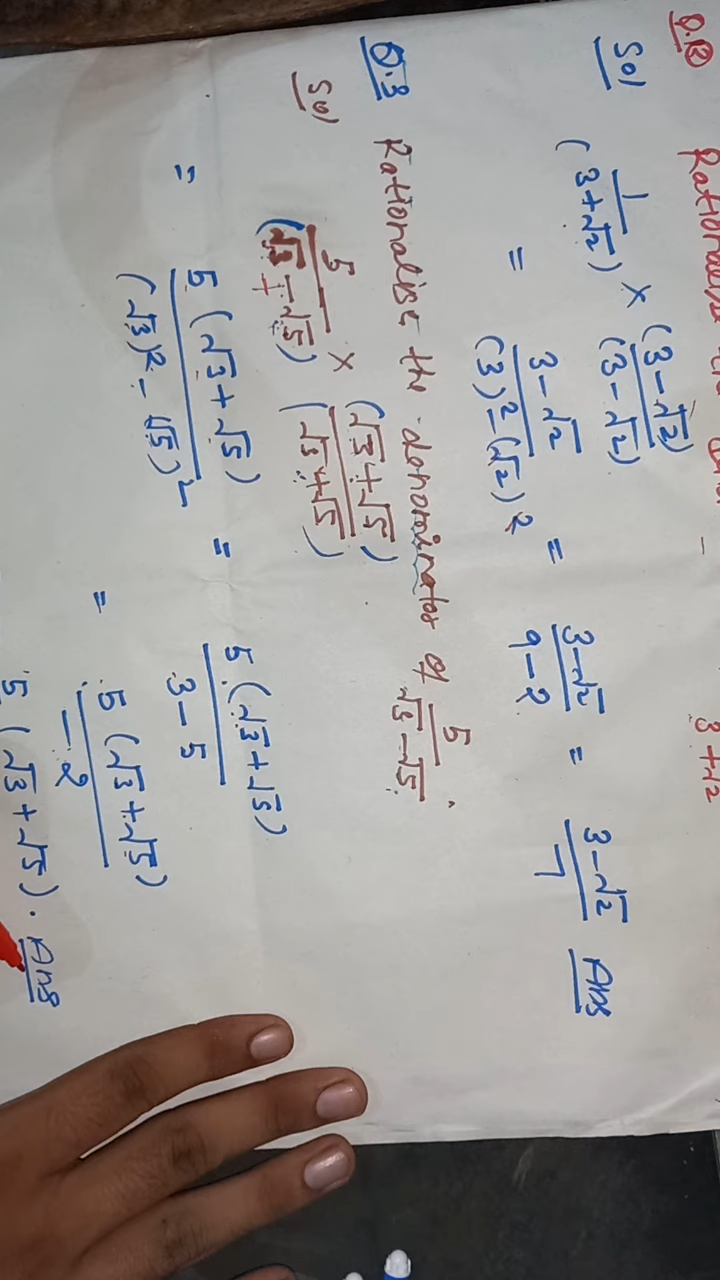 Q.2 Rationalise the 3+√2
Sol 1/(3+√2) × (3-√2)/(3-√2)
= 3-√2/(3)²-(√2)² = 3-√2/9-2 = 3-√2/7 Ans
Q.3 Rationalise the denominator of 5/√3-√5.
Sol 5/(√3-√5) × (√3+√5)/(√3+√5)
= 5(√3+√5)/(√3)²-(√5)² = 5(√3+√5)/3-5
= 5(√3+√5)/-2
5(√3+√5). Ans